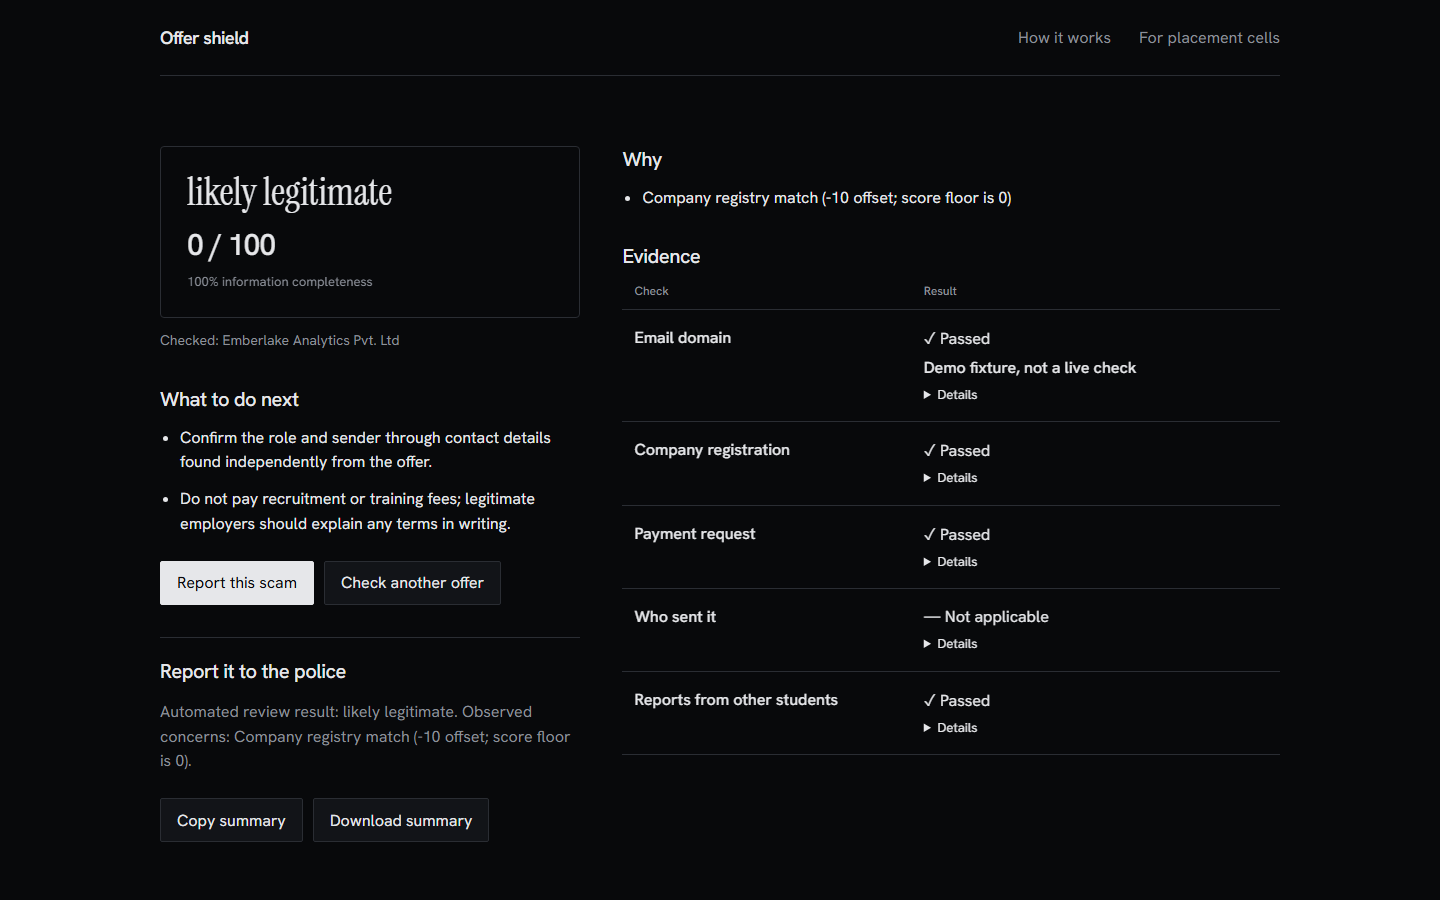 Offer shield
How it works
For placement cells
likely legitimate
0 / 100
100% information completeness
Checked: Emberlake Analytics Pvt. Ltd
What to do next
• Confirm the role and sender through contact details
found independently from the offer.
• Do not pay recruitment or training fees; legitimate
employers should explain any terms in writing.
Report this scam
Check another offer
Report it to the police
Automated review result: likely legitimate. Observed
concerns: Company registry match (-10 offset; score floor
is 0).
Copy summary
Download summary
Why
• Company registry match (-10 offset; score floor is 0)
Evidence
Check Result
Email domain ✓ Passed
Demo fixture, not a live check
▶ Details
Company registration ✓ Passed
▶ Details
Payment request ✓ Passed
▶ Details
Who sent it — Not applicable
▶ Details
Reports from other students ✓ Passed
▶ Details